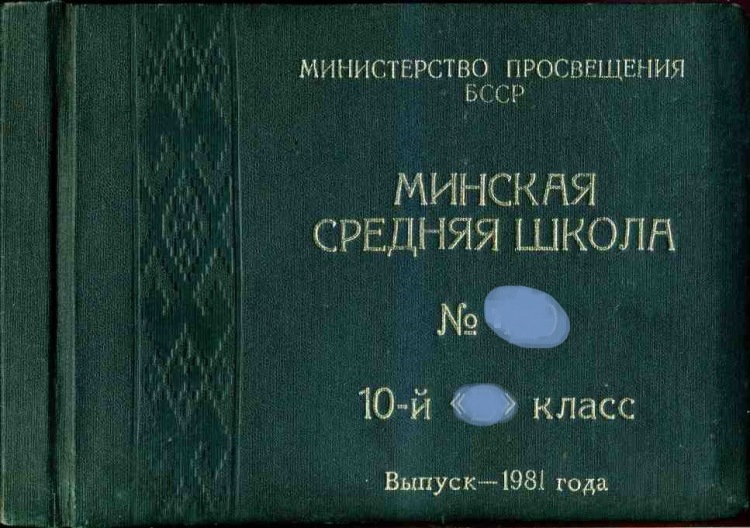 МИНИСТЕРСТВО ПРОСВЕЩЕНИЯ
БССР
МИНСКАЯ
СРЕДНЯЯ ШКОЛА
№
10-й « » класс
Выпуск—1981 года